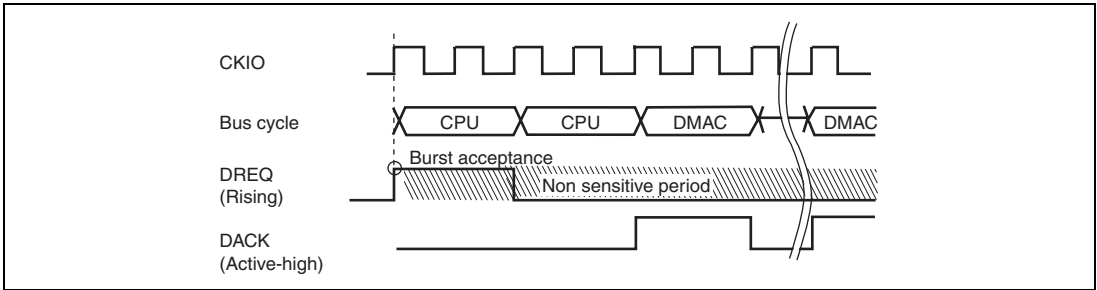 CKIO
Bus cycle CPU CPU DMAC DMAC
Burst acceptance
DREQ
(Rising)
Non sensitive period
DACK
(Active-high)